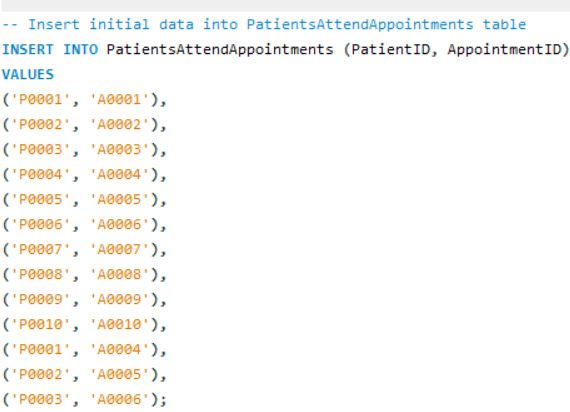 -- Insert initial data into PatientsAttendAppointments table
INSERT INTO PatientsAttendAppointments (PatientID, AppointmentID)
VALUES
('P0001', 'A0001'),
('P0002', 'A0002'),
('P0003', 'A0003'),
('P0004', 'A0004'),
('P0005', 'A0005'),
('P0006', 'A0006'),
('P0007', 'A0007'),
('P0008', 'A0008'),
('P0009', 'A0009'),
('P0010', 'A0010'),
('P0001', 'A0004'),
('P0002', 'A0005'),
('P0003', 'A0006');